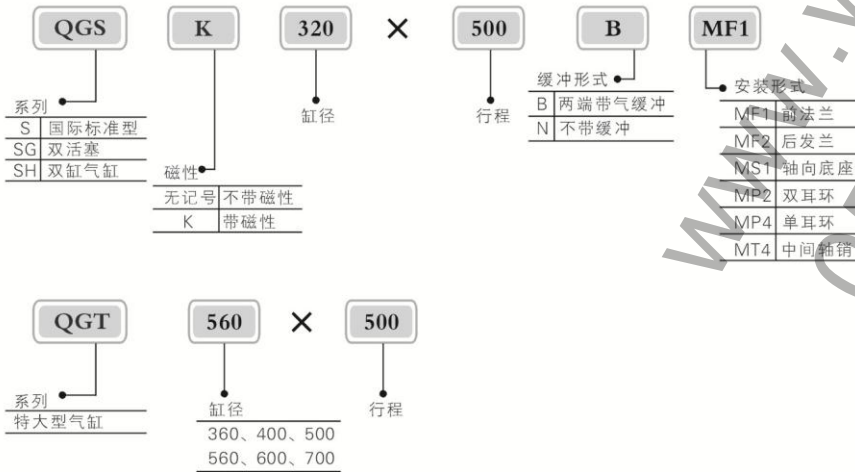 QGS K 320 × 500 B MF1
系列
S 国际标准型
SG 双活塞
SH 双缸气缸
磁性
无记号 不带磁性
K 带磁性
缸径
行程
缓冲形式
B 两端带气缓冲
N 不带缓冲
安装形式
MF1 前法兰
MF2 后发兰
MS1 轴向底座
MP2 双耳环
MP4 单耳环
MT4 中间轴销
QGT 560 × 500
系列
特大型气缸
缸径
360、400、500
560、600、700
行程
www.